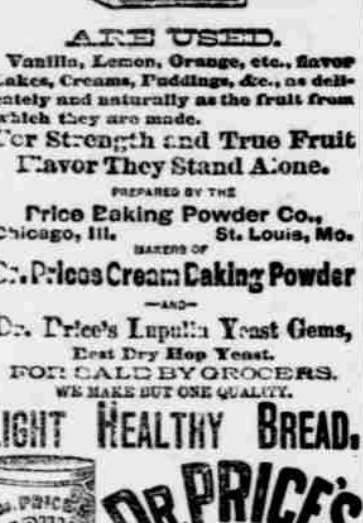 ARE USED.
Vanilla, Lemon, Orange, etc., flavor
Cakes, Creams, Puddings, &c., as deli-
cately and naturally as the fruit from
which they are made.
For Strength and True Fruit
Flavor They Stand Alone.
PREPARED BY THE
Price Baking Powder Co.,
Chicago, Ill. St. Louis, Mo.
MAKERS OF
Dr. Prices Cream Baking Powder
—AND—
Dr. Price's Lupulin Yeast Gems,
Best Dry Hop Yeast.
FOR SALE BY GROCERS.
WE MAKE BUT ONE QUALITY.
LIGHT HEALTHY BREAD.
DR. PRICE'S